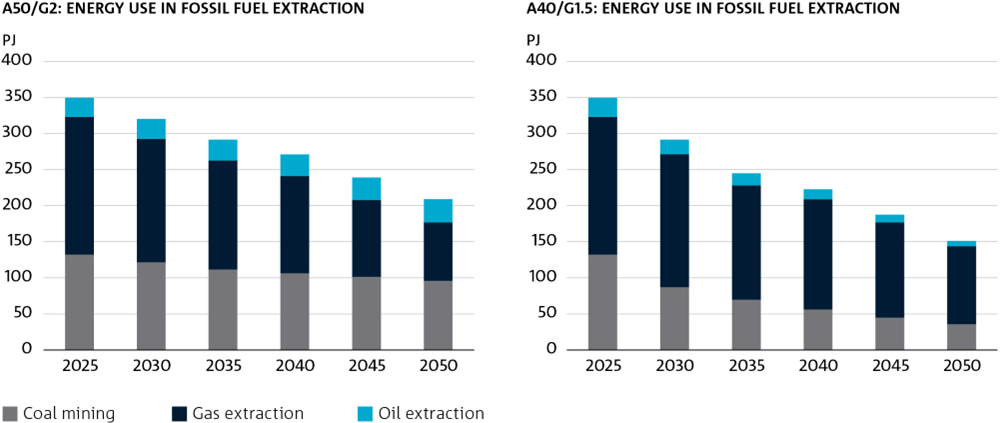 A50/G2: ENERGY USE IN FOSSIL FUEL EXTRACTION
PJ
400
350
300
250
200
150
100
50
0
2025 2030 2035 2040 2045 2050
A40/G1.5: ENERGY USE IN FOSSIL FUEL EXTRACTION
PJ
400
350
300
250
200
150
100
50
0
2025 2030 2035 2040 2045 2050
Coal mining Gas extraction Oil extraction